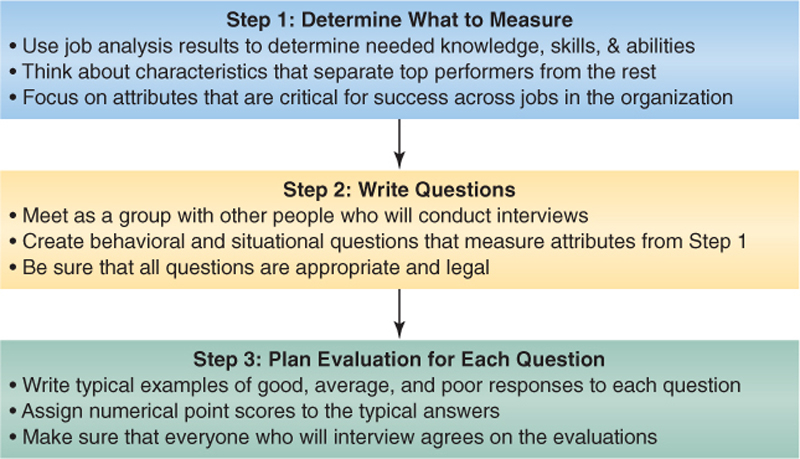 Step 1: Determine What to Measure
• Use job analysis results to determine needed knowledge, skills, & abilities
• Think about characteristics that separate top performers from the rest
• Focus on attributes that are critical for success across jobs in the organization
Step 2: Write Questions
• Meet as a group with other people who will conduct interviews
• Create behavioral and situational questions that measure attributes from Step 1
• Be sure that all questions are appropriate and legal
Step 3: Plan Evaluation for Each Question
• Write typical examples of good, average, and poor responses to each question
• Assign numerical point scores to the typical answers
• Make sure that everyone who will interview agrees on the evaluations